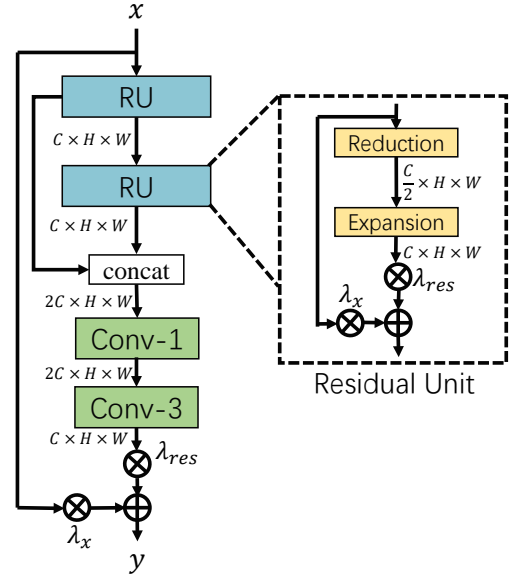 x
RU
C × H × W
RU
C × H × W
concat
2C × H × W
Conv-1
2C × H × W
Conv-3
C × H × W
λres
λx
y
Reduction
C/2 × H × W
Expansion
C × H × W
λres
λx
Residual Unit